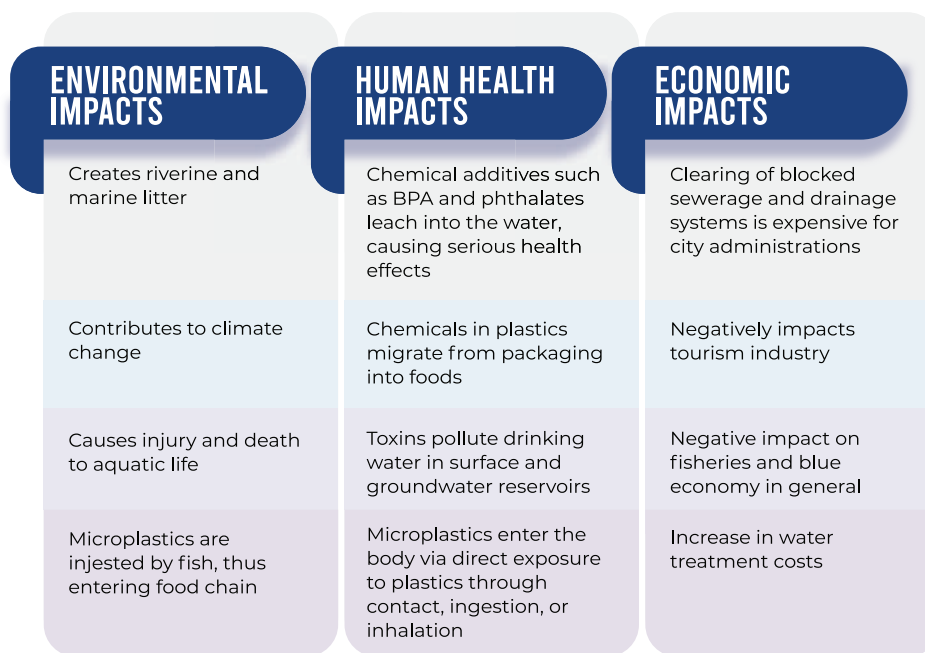 ENVIRONMENTAL
IMPACTS
Creates riverine and
marine litter
Contributes to climate
change
Causes injury and death
to aquatic life
Microplastics are
injested by fish, thus
entering food chain
HUMAN HEALTH
IMPACTS
Chemical additives such
as BPA and phthalates
leach into the water,
causing serious health
effects
Chemicals in plastics
migrate from packaging
into foods
Toxins pollute drinking
water in surface and
groundwater reservoirs
Microplastics enter the
body via direct exposure
to plastics through
contact, ingestion, or
inhalation
ECONOMIC
IMPACTS
Clearing of blocked
sewerage and drainage
systems is expensive for
city administrations
Negatively impacts
tourism industry
Negative impact on
fisheries and blue
economy in general
Increase in water
treatment costs